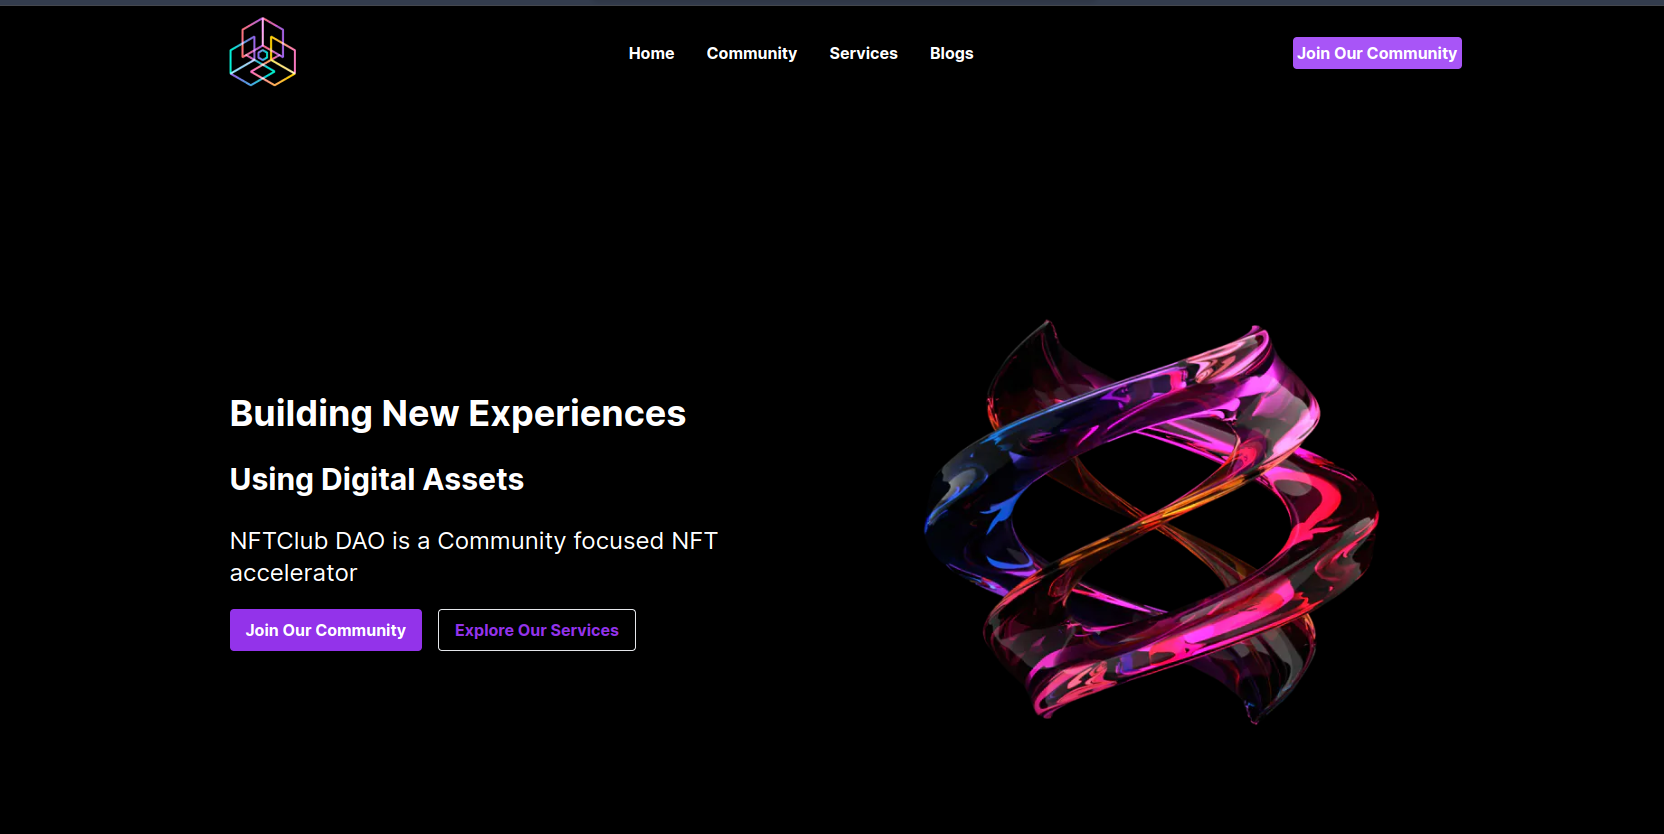 Home Community Services Blogs Join Our Community
Building New Experiences
Using Digital Assets
NFTClub DAO is a Community focused NFT
accelerator
Join Our Community Explore Our Services